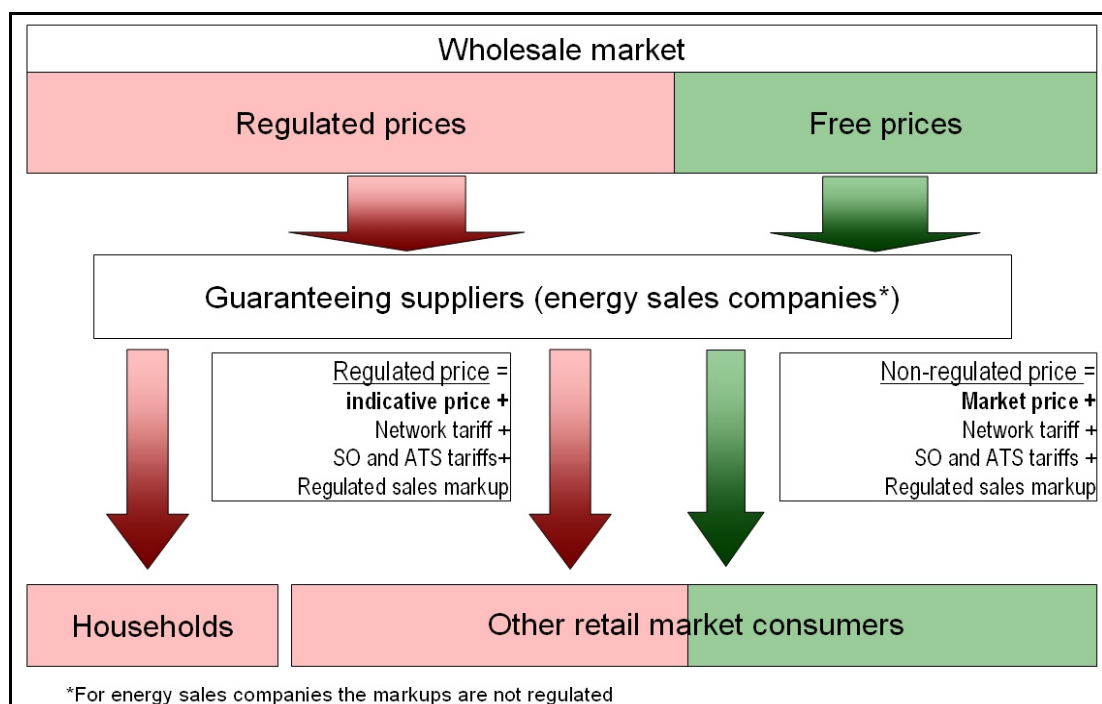 Wholesale market
Regulated prices
Free prices
Guaranteeing suppliers (energy sales companies*)
Regulated price =
indicative price +
Network tariff +
SO and ATS tariffs+
Regulated sales markup
Non-regulated price =
Market price +
Network tariff +
SO and ATS tariffs +
Regulated sales markup
Households
Other retail market consumers
*For energy sales companies the markups are not regulated